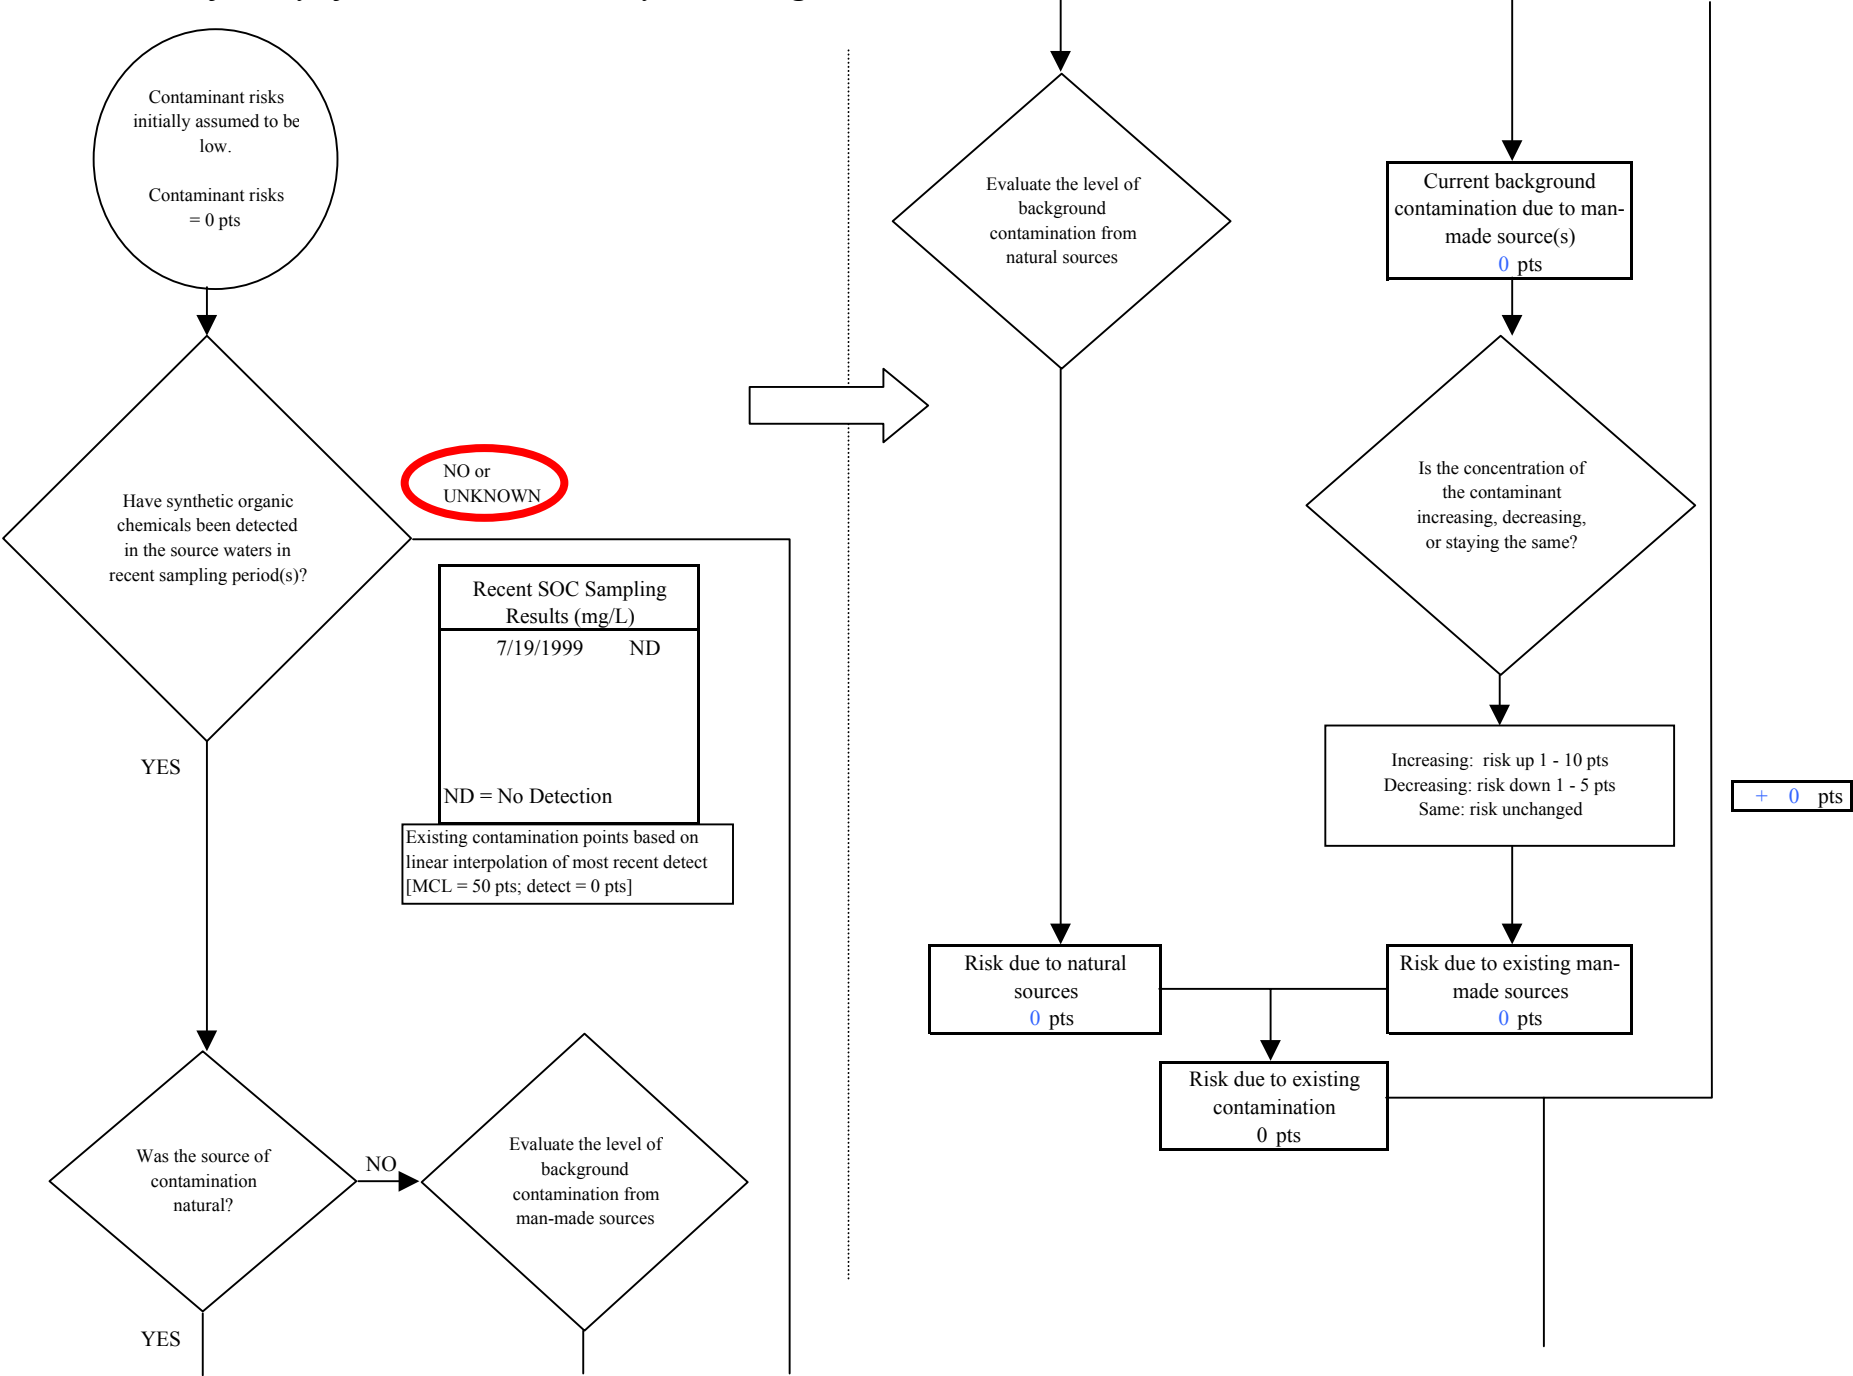 Contaminant risks
initially assumed to be
low.
Contaminant risks
= 0 pts
Have synthetic organic
chemicals been detected
in the source waters in
recent sampling period(s)?
NO or
UNKNOWN
Recent SOC Sampling
Results (mg/L)
7/19/1999 ND
ND = No Detection
Existing contamination points based on
linear interpolation of most recent detect
[MCL = 50 pts; detect = 0 pts]
YES
Was the source of
contamination
natural?
NO
Evaluate the level of
background
contamination from
man-made sources
YES
Evaluate the level of
background
contamination from
natural sources
Current background
contamination due to man-
made source(s)
0 pts
Is the concentration of
the contaminant
increasing, decreasing,
or staying the same?
Increasing: risk up 1 - 10 pts
Decreasing: risk down 1 - 5 pts
Same: risk unchanged
+ 0 pts
Risk due to natural
sources
0 pts
Risk due to existing man-
made sources
0 pts
Risk due to existing
contamination
0 pts